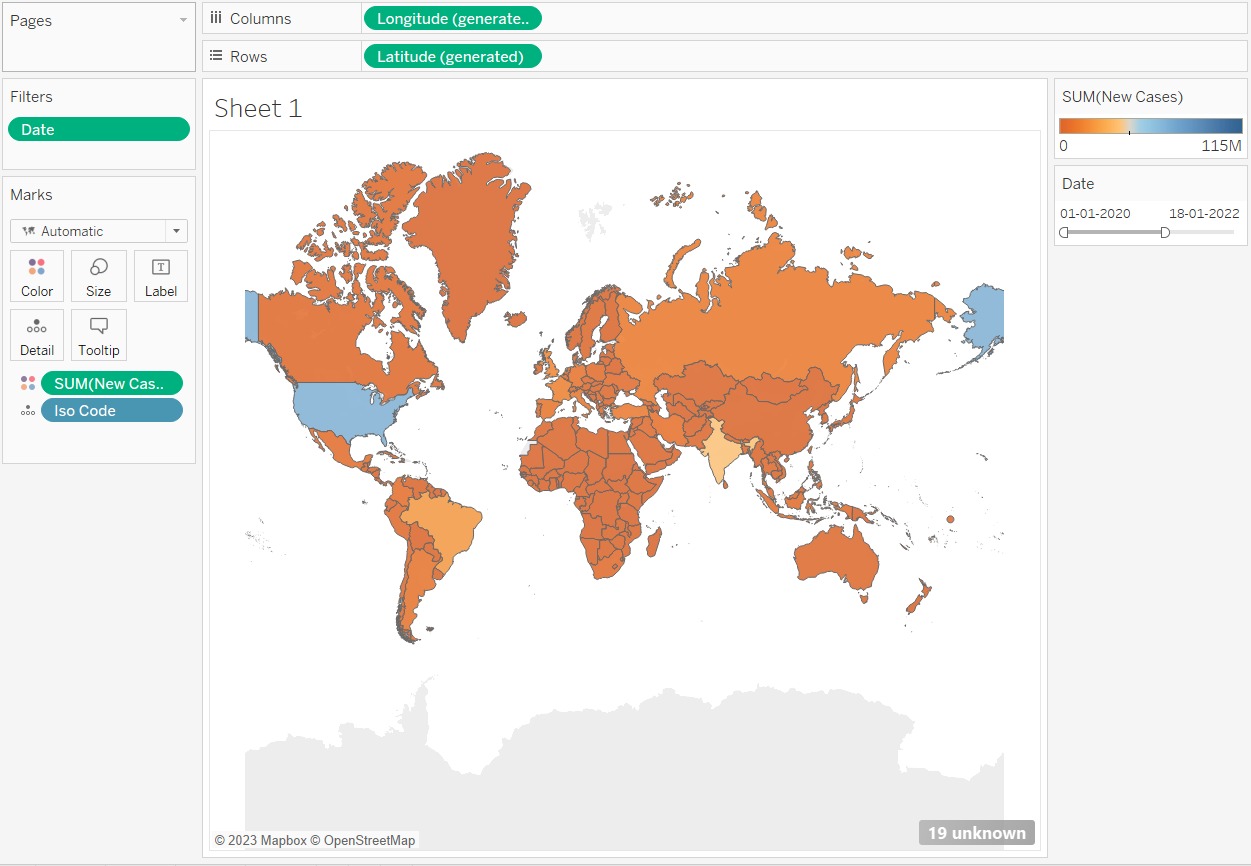 Pages
Columns
Longitude (generate..
Rows
Latitude (generated)
Filters
Date
Marks
Automatic
Color
Size
Label
Detail
Tooltip
SUM(New Cas..
Iso Code
Sheet 1
© 2023 Mapbox © OpenStreetMap
19 unknown
SUM(New Cases)
0 115M
Date
01-01-2020 18-01-2022